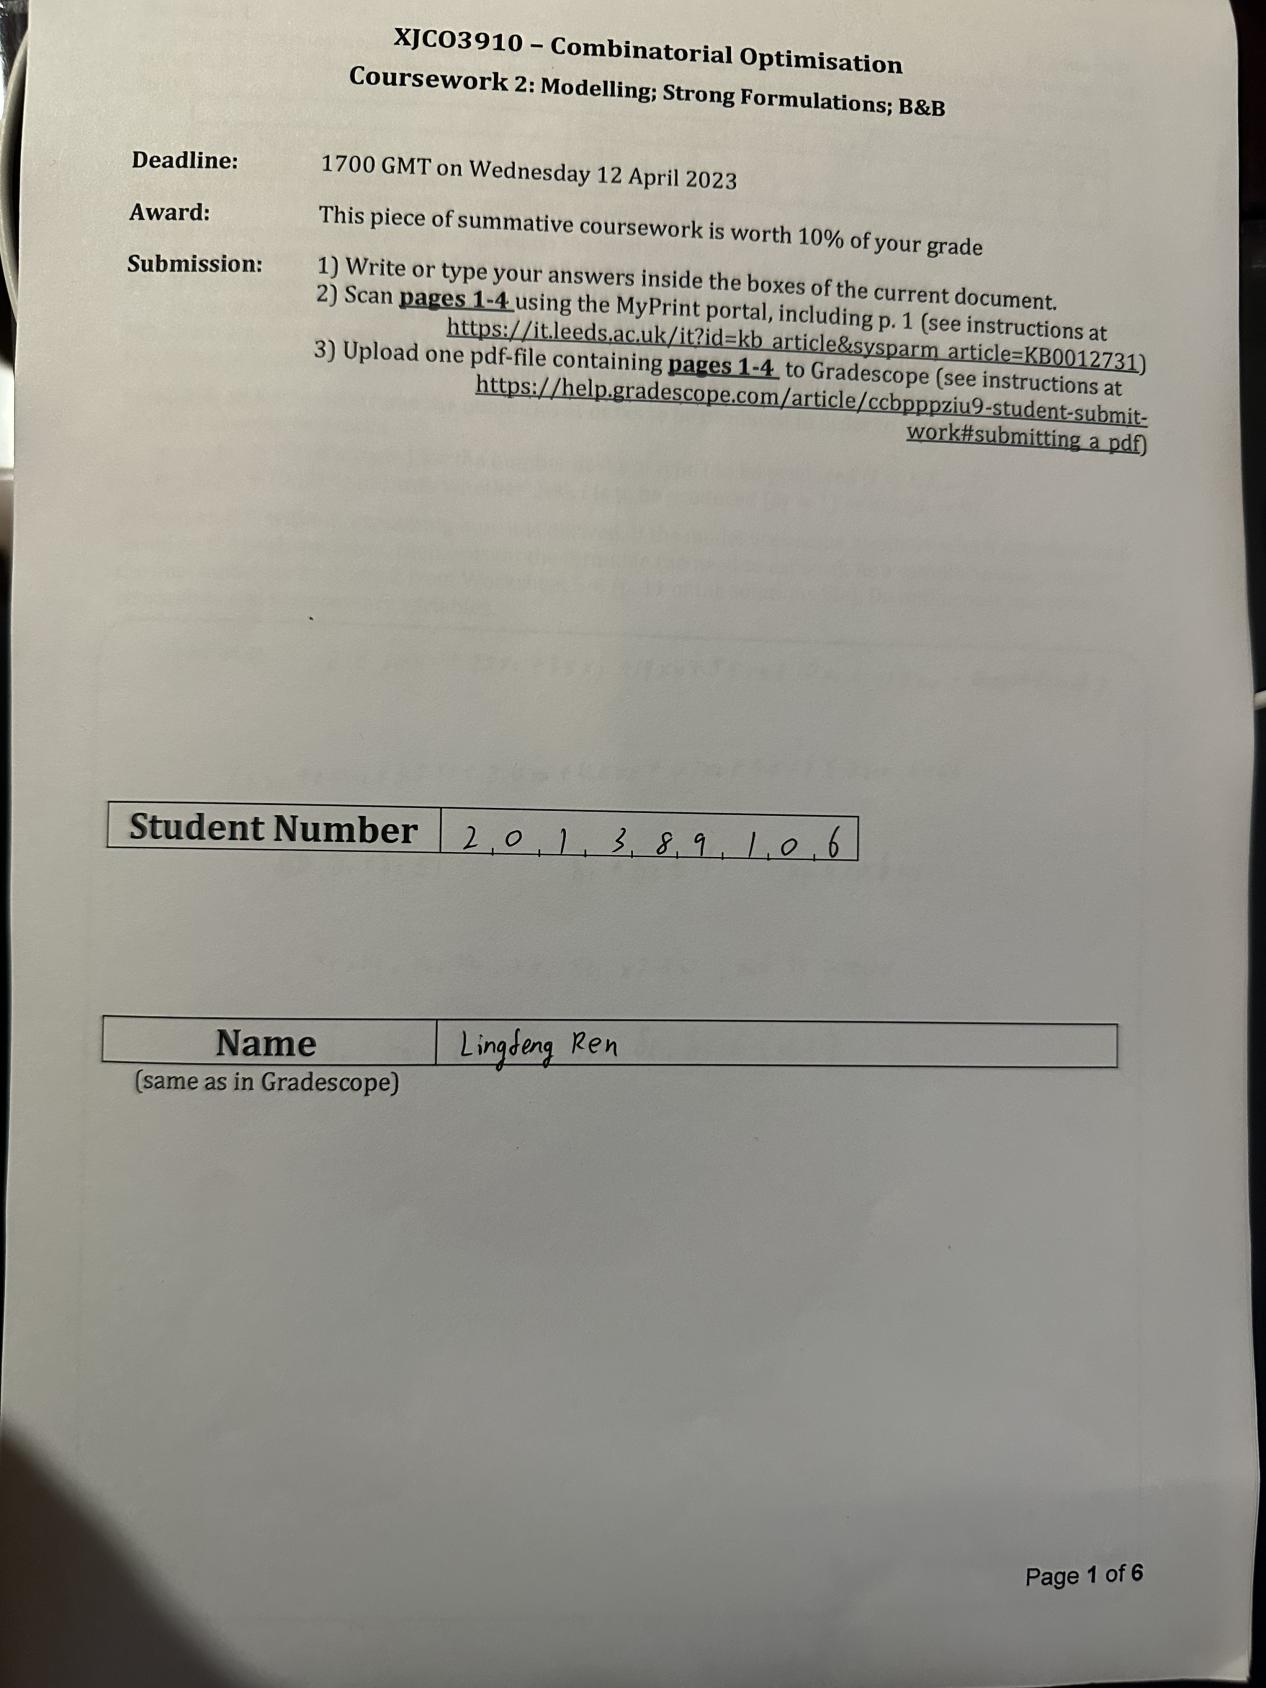 XJCO3910 – Combinatorial Optimisation
Coursework 2: Modelling; Strong Formulations; B&B
Deadline: 1700 GMT on Wednesday 12 April 2023
Award: This piece of summative coursework is worth 10% of your grade
Submission: 1) Write or type your answers inside the boxes of the current document.
2) Scan pages 1-4 using the MyPrint portal, including p. 1 (see instructions at
https://it.leeds.ac.uk/it?id=kb_article&sysparm_article=KB0012731)
3) Upload one pdf-file containing pages 1-4 to Gradescope (see instructions at
https://help.gradescope.com/article/ccbpppziu9-student-submit-
work#submitting_a_pdf)
Student Number 2 0 1 3 8 9 1 0 6
Name Lingfeng Ren
(same as in Gradescope)
Page 1 of 6